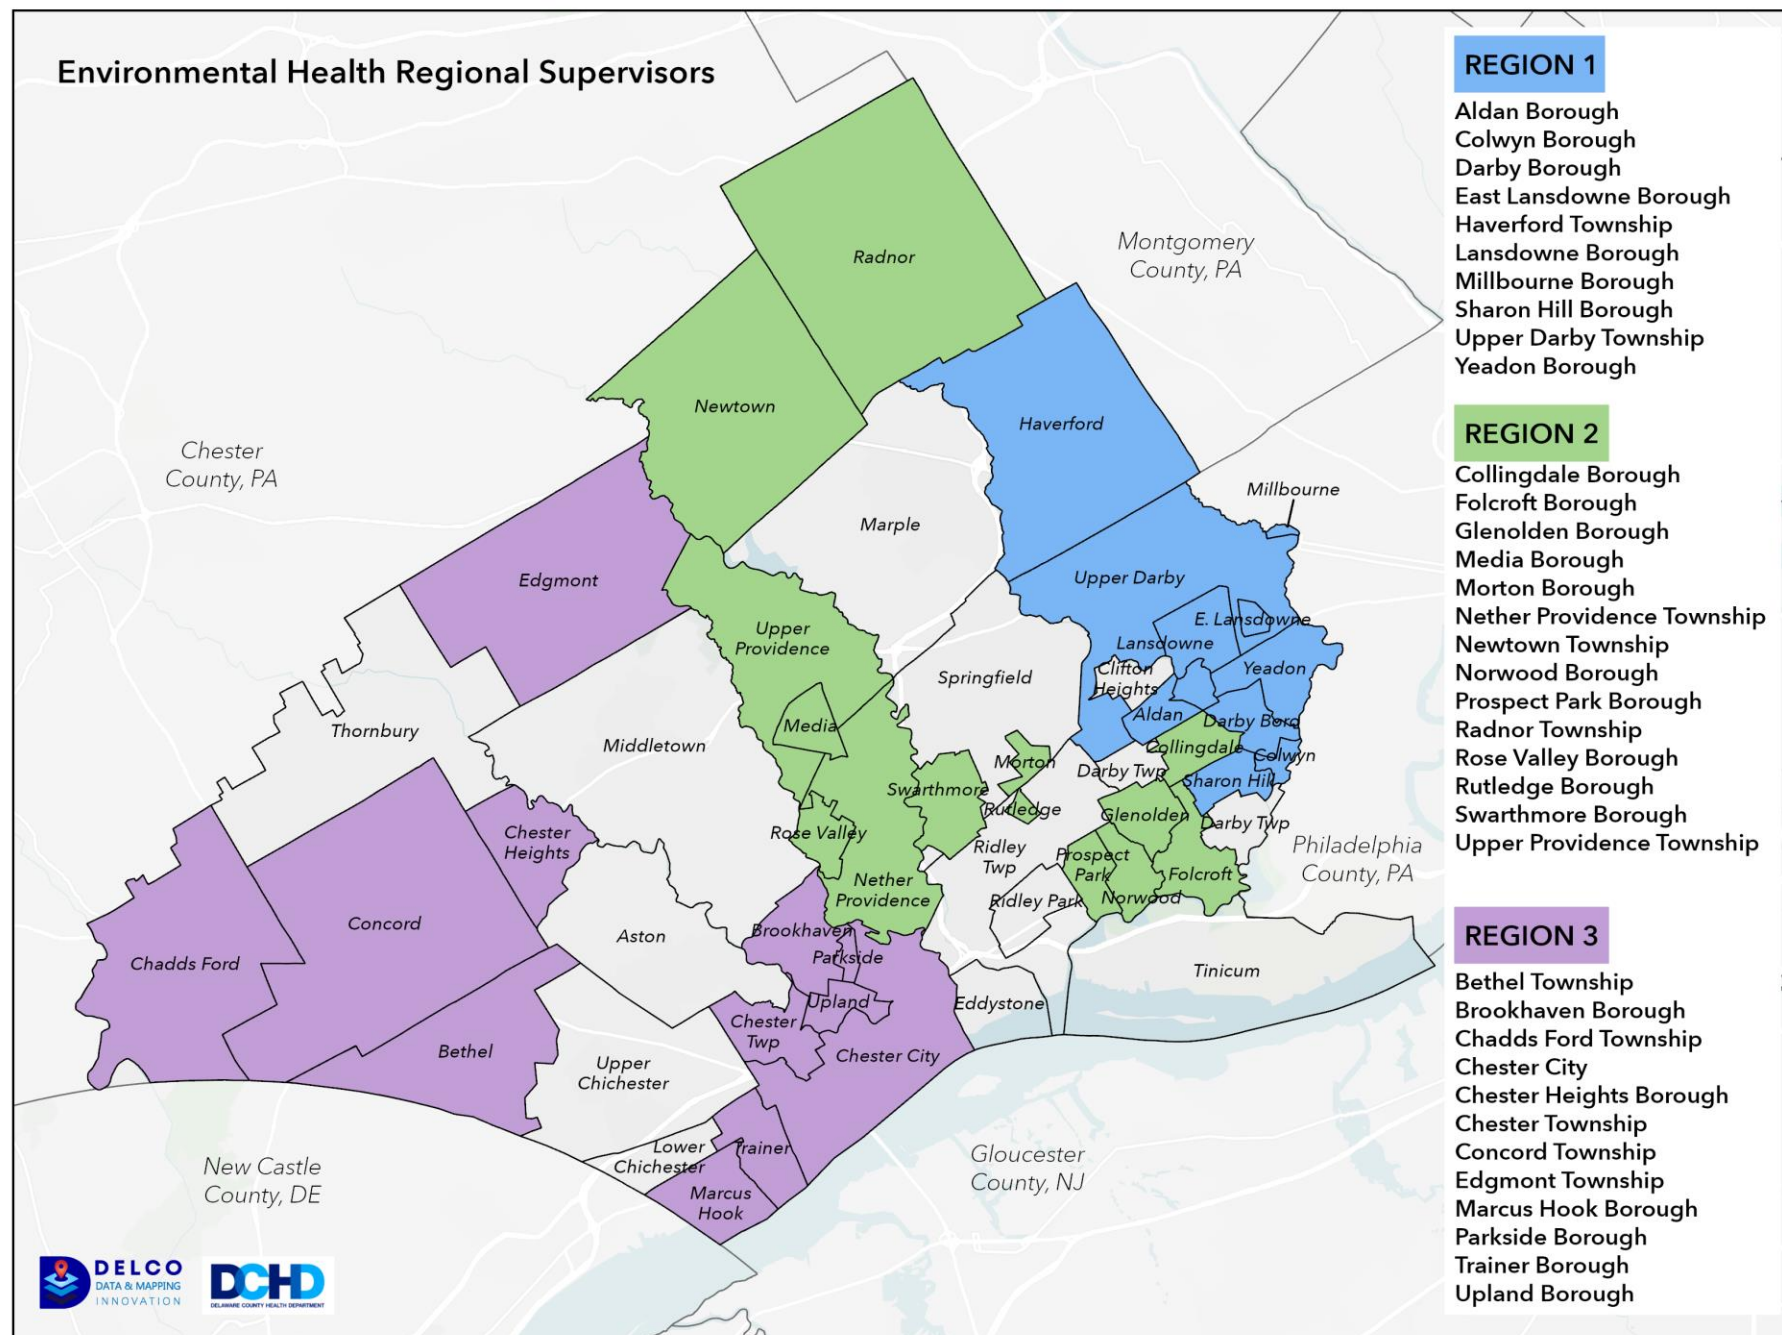 Environmental Health Regional Supervisors
REGION 1
Aldan Borough
Colwyn Borough
Darby Borough
East Lansdowne Borough
Haverford Township
Lansdowne Borough
Millbourne Borough
Sharon Hill Borough
Upper Darby Township
Yeadon Borough
REGION 2
Collingdale Borough
Folcroft Borough
Glenolden Borough
Media Borough
Morton Borough
Nether Providence Township
Newtown Township
Norwood Borough
Prospect Park Borough
Radnor Township
Rose Valley Borough
Rutledge Borough
Swarthmore Borough
Upper Providence Township
REGION 3
Bethel Township
Brookhaven Borough
Chadds Ford Township
Chester City
Chester Heights Borough
Chester Township
Concord Township
Edgmont Township
Marcus Hook Borough
Parkside Borough
Trainer Borough
Upland Borough
Radnor
Montgomery
County, PA
Newtown
Haverford
Chester
County, PA
Millbourne
Marple
Edgmont
Upper Darby
E. Lansdowne
Upper
Providence
Lansdowne
Clifton
Heights
Yeadon
Springfield
Thornbury
Media
Aldan
Darby Boro
Middletown
Collingdale
Colwyn
Morton
Darby Twp
Sharon Hill
Swarthmore
Rutledge
Glenolden
Darby Twp
Chester
Heights
Rose Valley
Ridley
Twp
Prospect
Park
Philadelphia
County, PA
Nether
Providence
Folcroft
Norwood
Ridley Park
Concord
Aston
Brookhaven
Parkside
Chadds Ford
Tinicum
Upland
Eddystone
Chester
Twp
Bethel
Chester City
Upper
Chichester
Lower
Chichester
Trainer
Gloucester
County, NJ
New Castle
County, DE
Marcus
Hook
DELCO
DATA & MAPPING
INNOVATION
DCHD
DELAWARE COUNTY HEALTH DEPARTMENT